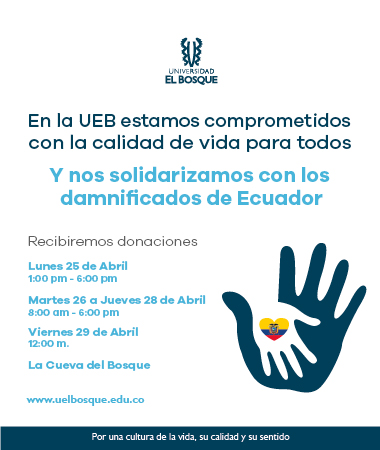 UNIVERSIDAD
EL BOSQUE
En la UEB estamos comprometidos
con la calidad de vida para todos
Y nos solidarizamos con los
damnificados de Ecuador
Recibiremos donaciones
Lunes 25 de Abríl
1:00 pm - 6:00 pm
Martes 26 a Jueves 28 de Abríl
8:00 am - 6:00 pm
Viernes 29 de Abríl
12:00 m.
La Cueva del Bosque
www.uelbosque.edu.co
Por una cultura de la vida, su calidad y su sentido